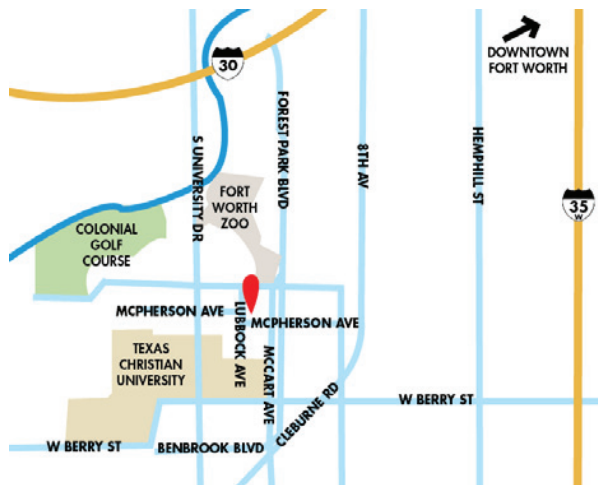 DOWNTOWN
FORT WORTH
30
FOREST PARK BLVD
S UNIVERSITY DR
8TH AV
HEMPHILL ST
FORT
WORTH
ZOO
35
W
COLONIAL
GOLF
COURSE
MCPHERSON AVE
LUBBOCK AVE
MCPHERSON AVE
TEXAS
CHRISTIAN
UNIVERSITY
MCCART AVE
CLEBURNE RD
W BERRY ST
W BERRY ST
BENBROOK BLVD